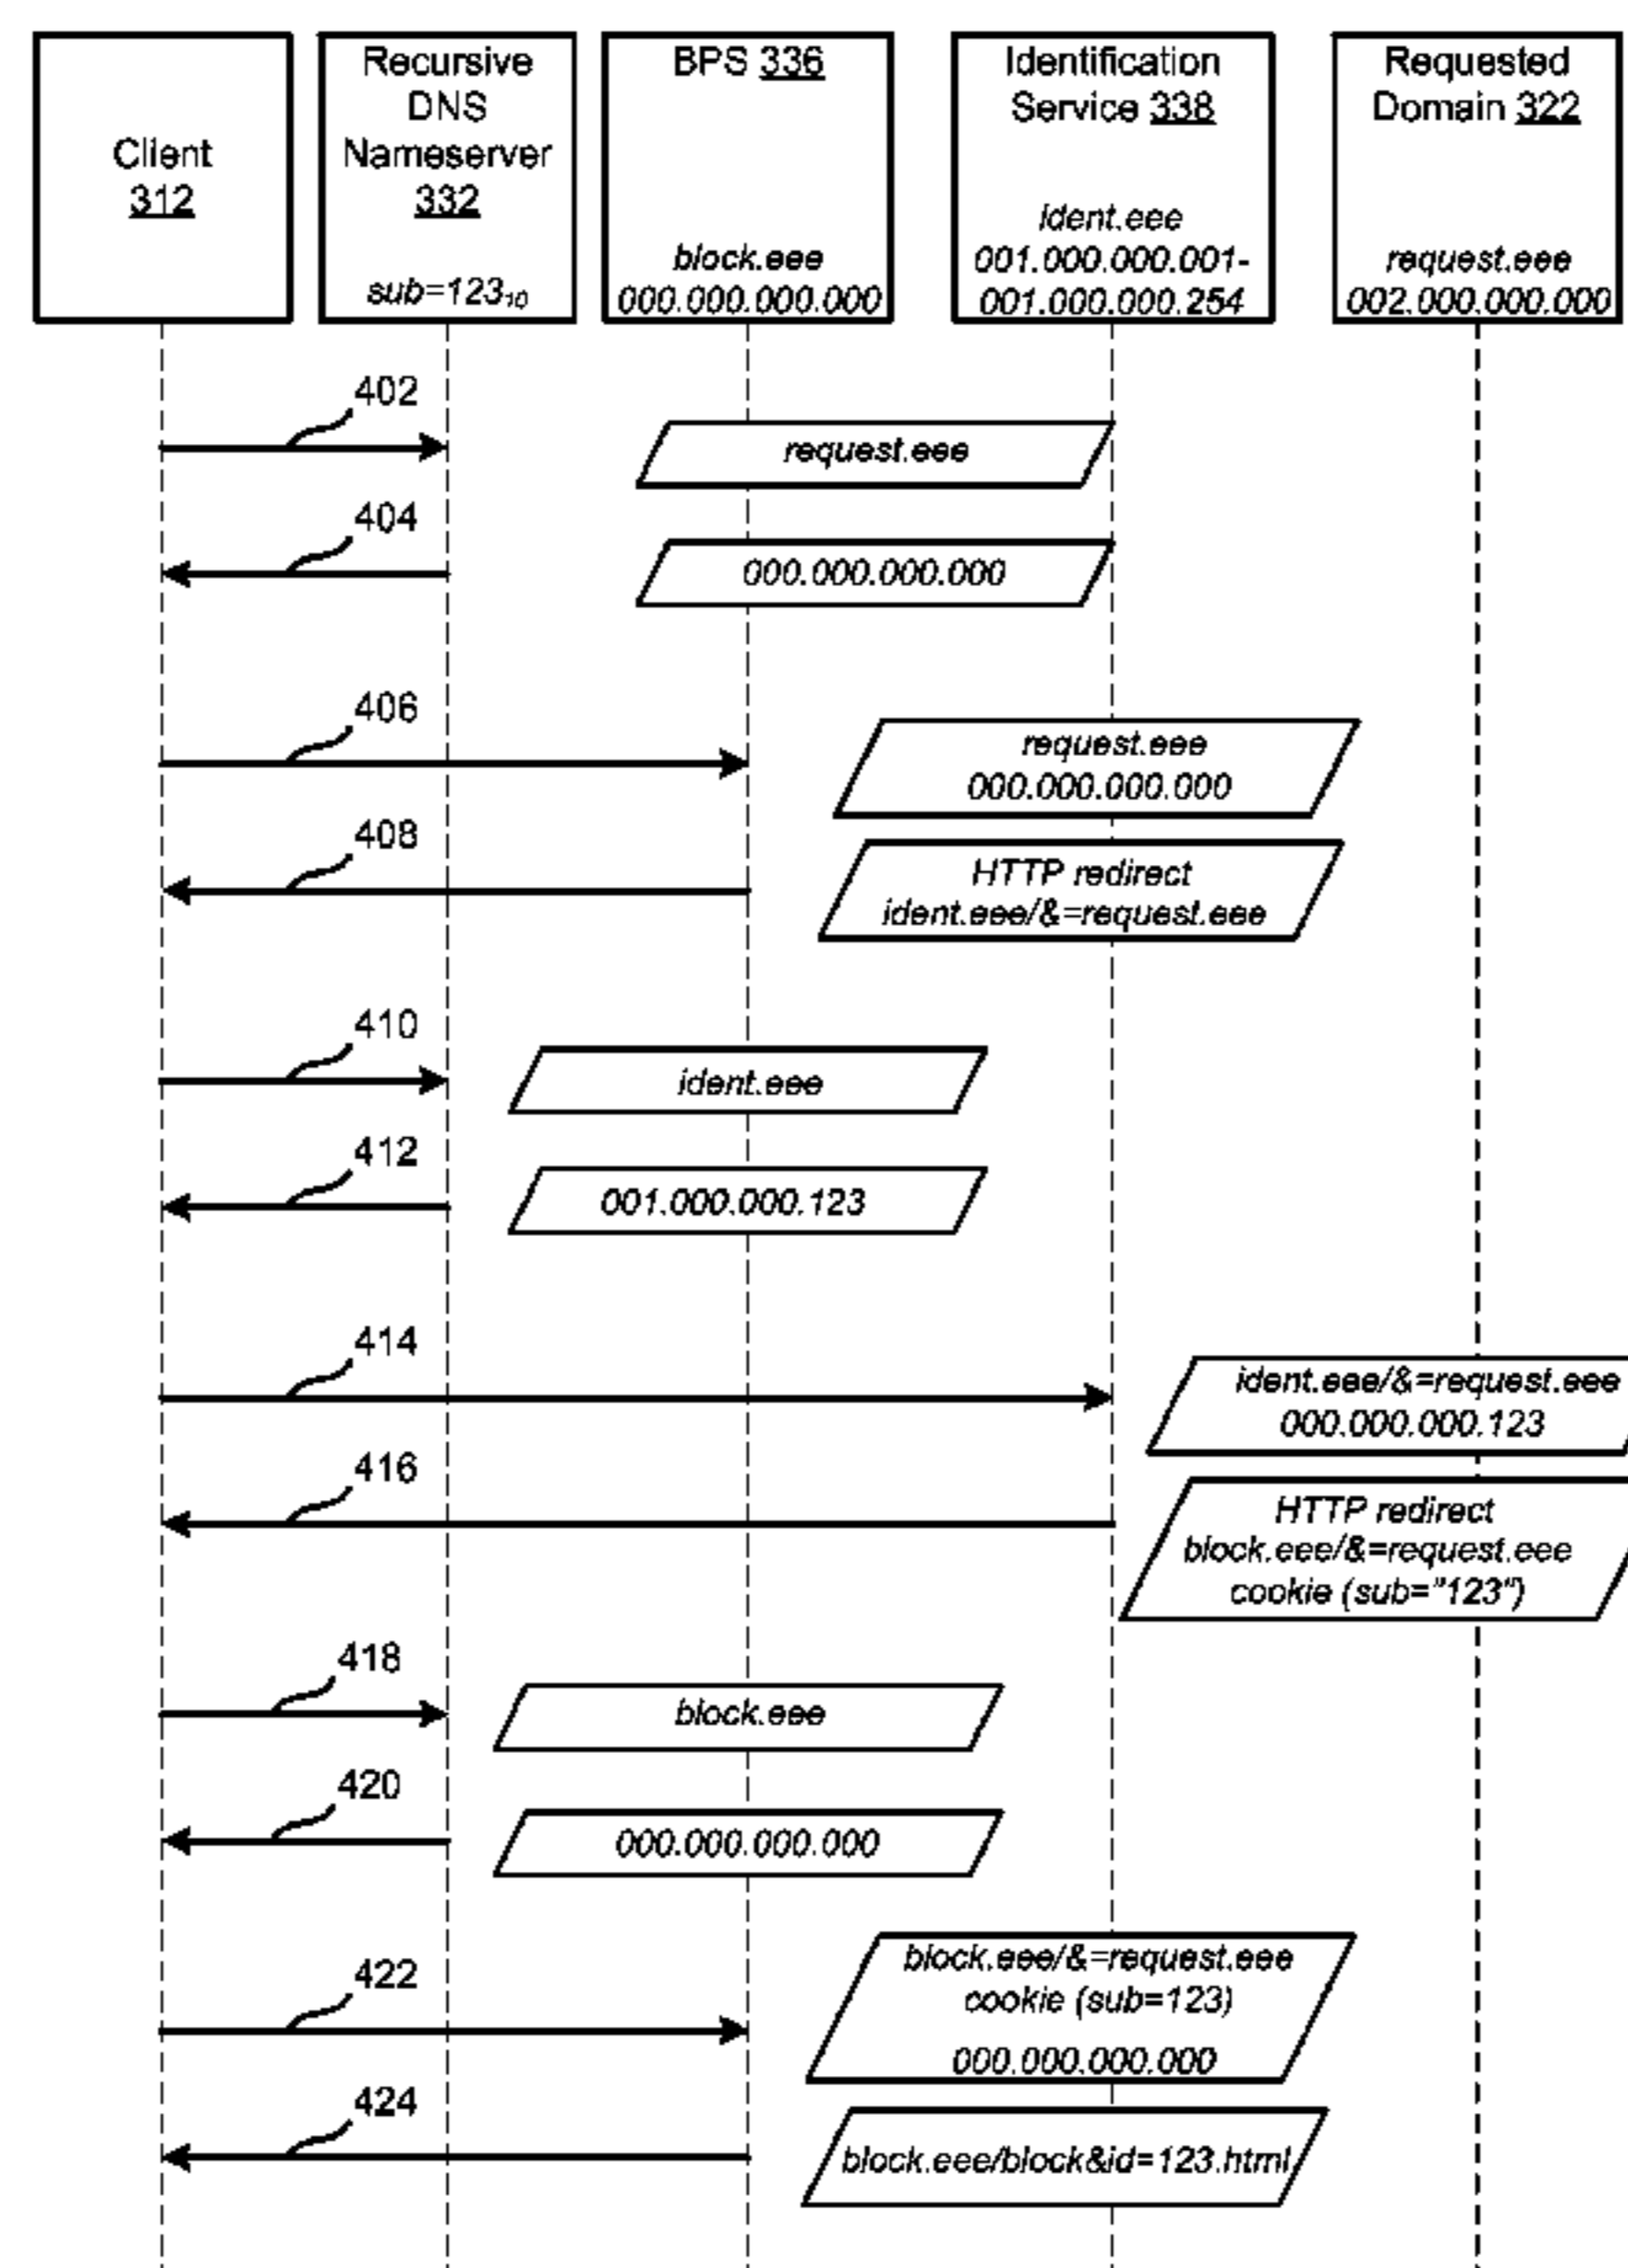 Client
312
Recursive
DNS
Nameserver
332
sub=123₁₀
BPS 336
block.eee
000.000.000.000
Identification
Service 338
ident.eee
001.000.000.001-
001.000.000.254
Requested
Domain 322
request.eee
002.000.000.000
402
request.eee
404
000.000.000.000
406
request.eee
000.000.000.000
408
HTTP redirect
ident.eee/&=request.eee
410
ident.eee
412
001.000.000.123
414
ident.eee/&=request.eee
000.000.000.123
416
HTTP redirect
block.eee/&=request.eee
cookie (sub="123")
418
block.eee
420
000.000.000.000
422
block.eee/&=request.eee
cookie (sub=123)
000.000.000.000
424
block.eee/block&id=123.html